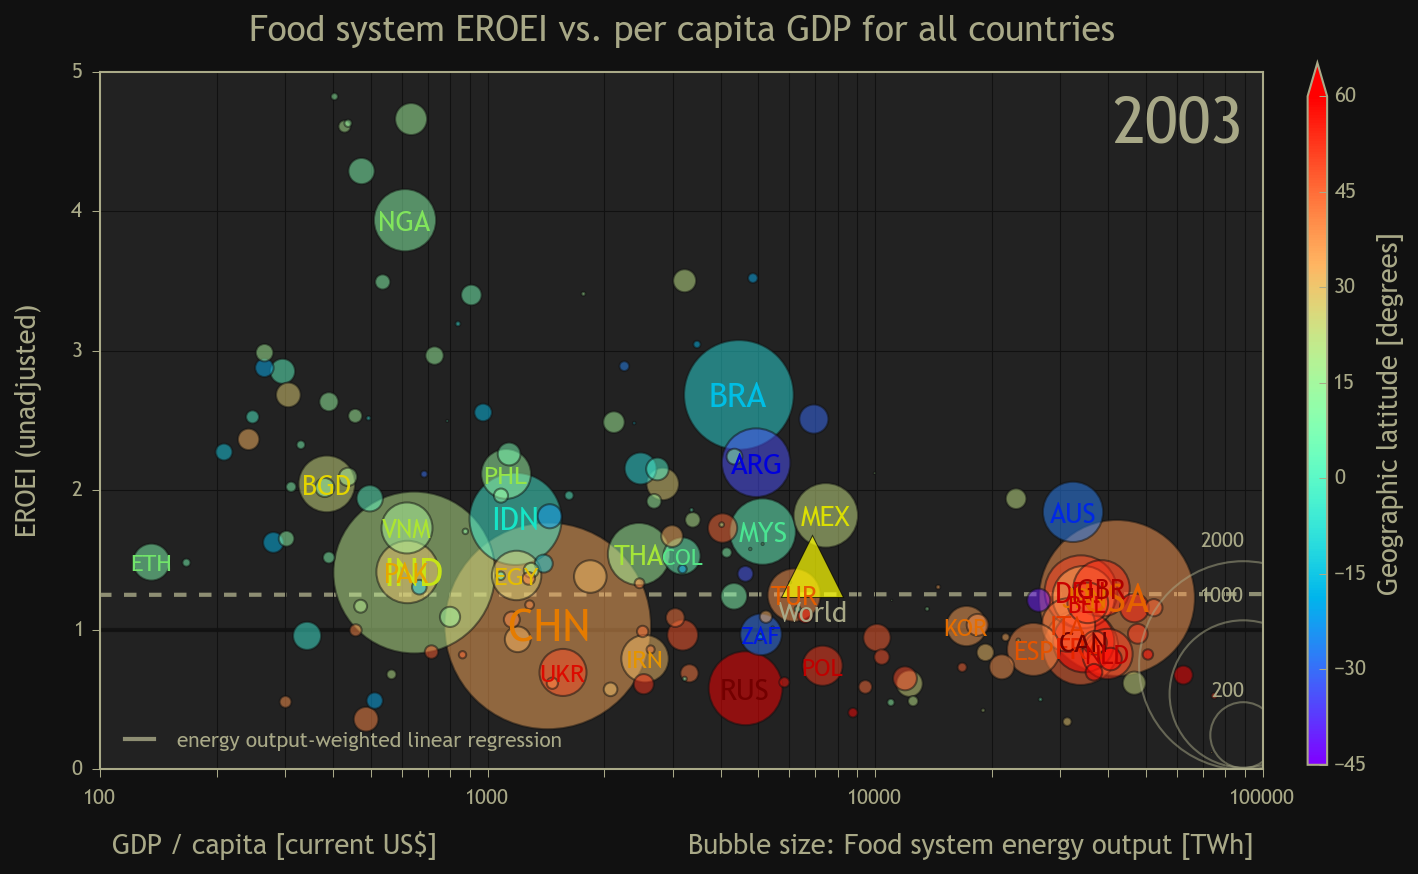 Food system EROEI vs. per capita GDP for all countries
2003
5
4
3
2
1
0
EROEI (unadjusted)
NGA
BRA
ARG
BGD
PHL
IDN
VNM
MEX
MYS
AUS
ETH
THA
COL
IND
PAK
EGY
TUR
World
GBR
USA
BEL
CHN
KOR
ZAF
ITA
CAN
ESP
NLD
IRN
UKR
POL
RUS
2000
1000
200
energy output-weighted linear regression
100
1000
10000
100000
GDP / capita [current US$]
Bubble size: Food system energy output [TWh]
60
45
30
15
0
−15
−30
−45
Geographic latitude [degrees]